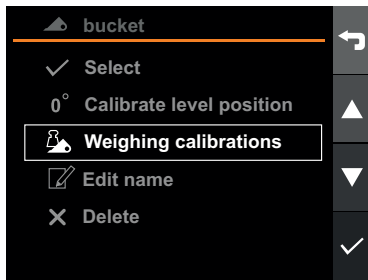 bucket
Select
0° Calibrate level position
Weighing calibrations
Edit name
Delete